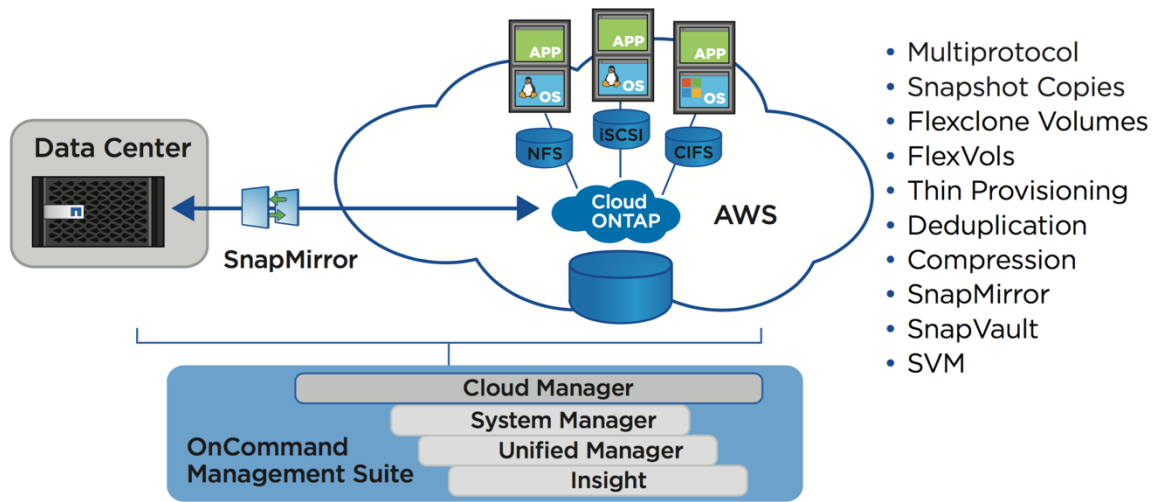 APP
OS
APP
OS
APP
OS
NFS
iSCSI
CIFS
Cloud
ONTAP
AWS
Data Center
SnapMirror
• Multiprotocol
• Snapshot Copies
• Flexclone Volumes
• FlexVols
• Thin Provisioning
• Deduplication
• Compression
• SnapMirror
• SnapVault
• SVM
OnCommand
Management Suite
Cloud Manager
System Manager
Unified Manager
Insight